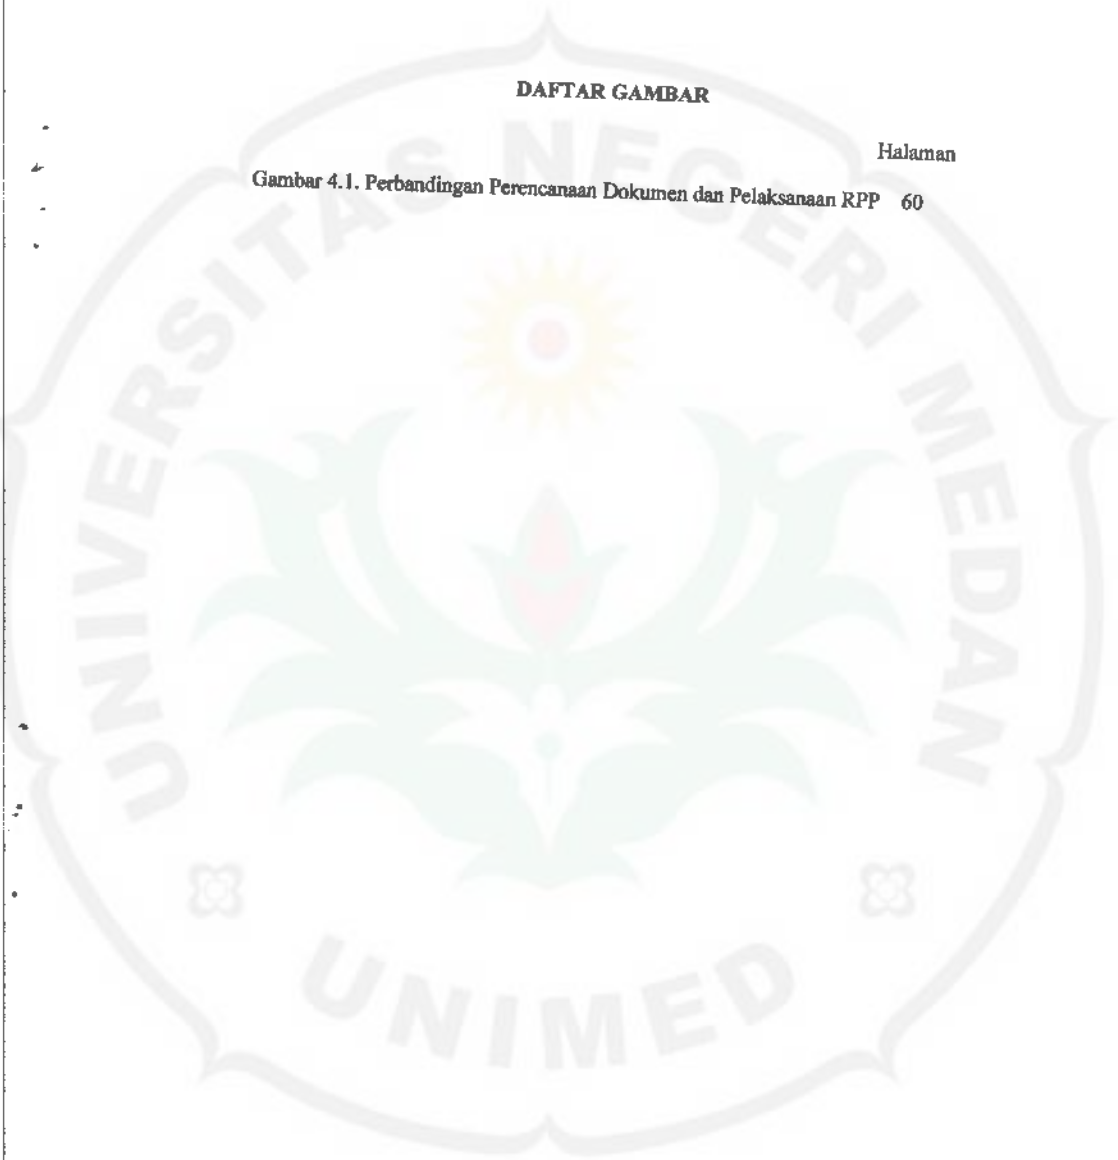 DAFTAR GAMBAR
Halaman
Gambar 4.1. Perbandingan Perencanaan Dokumen dan Pelaksanaan RPP 60
UNIVERSITAS NEGERI MEDAN
UNIMED